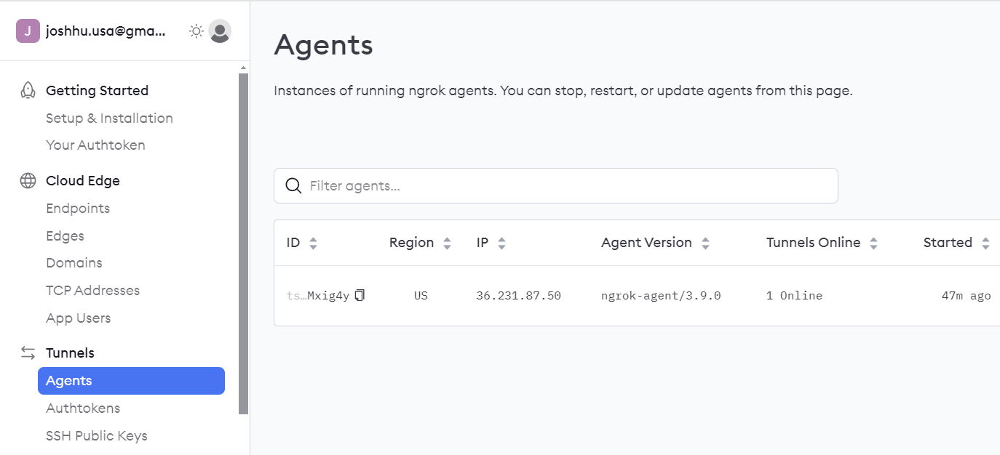 J joshhu.usa@gma...
Getting Started
Setup & Installation
Your Authtoken
Cloud Edge
Endpoints
Edges
Domains
TCP Addresses
App Users
Tunnels
Agents
Authtokens
SSH Public Keys
Agents
Instances of running ngrok agents. You can stop, restart, or update agents from this page.
Filter agents...
ID Region IP Agent Version Tunnels Online Started
ts…Mxig4y US 36.231.87.50 ngrok-agent/3.9.0 1 Online 47m ago